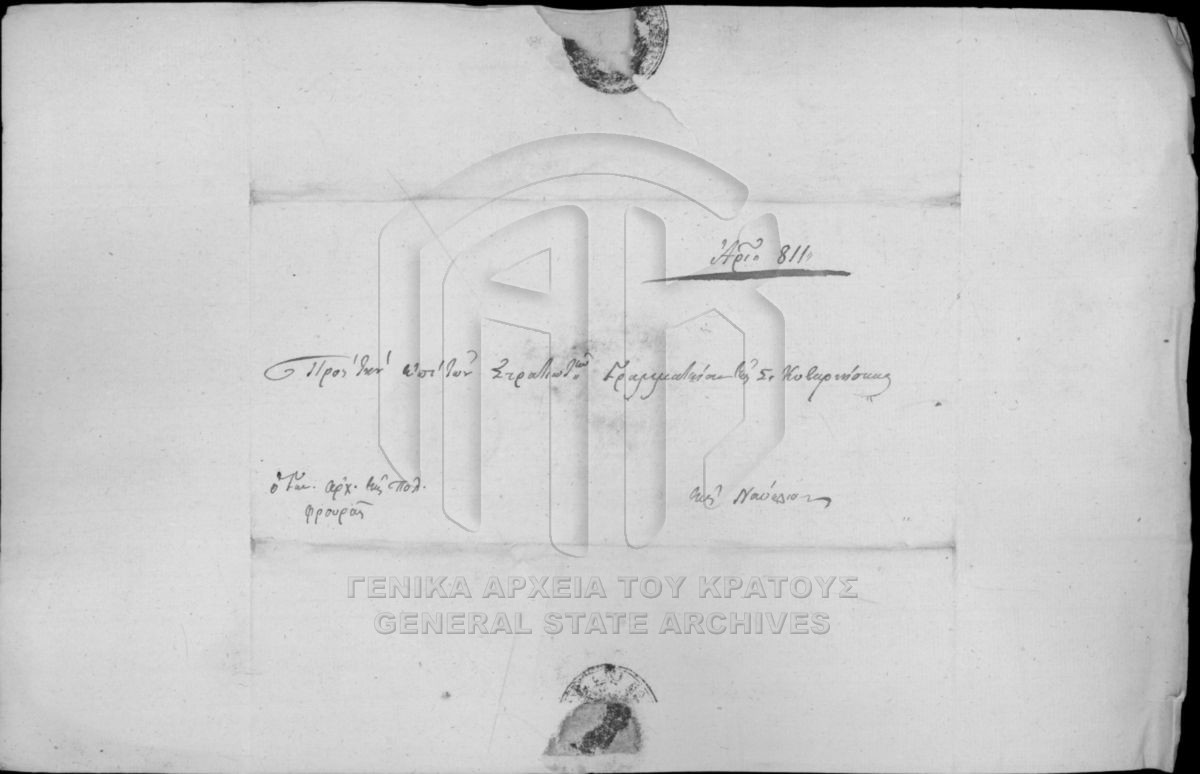 Ἀριθ 811
Πρὸς τὴν ἐπὶ τῶν Στρατιωτικῶν Γραμματείαν τῆς Σ. Κυβερνήσεως
ὁ Γεν. ἀρχ. τῆς πολ.
φρουρᾶς
εἰς Ναύπλιον
ΓΕΝΙΚΑ ΑΡΧΕΙΑ ΤΟΥ ΚΡΑΤΟΥΣ
GENERAL STATE ARCHIVES